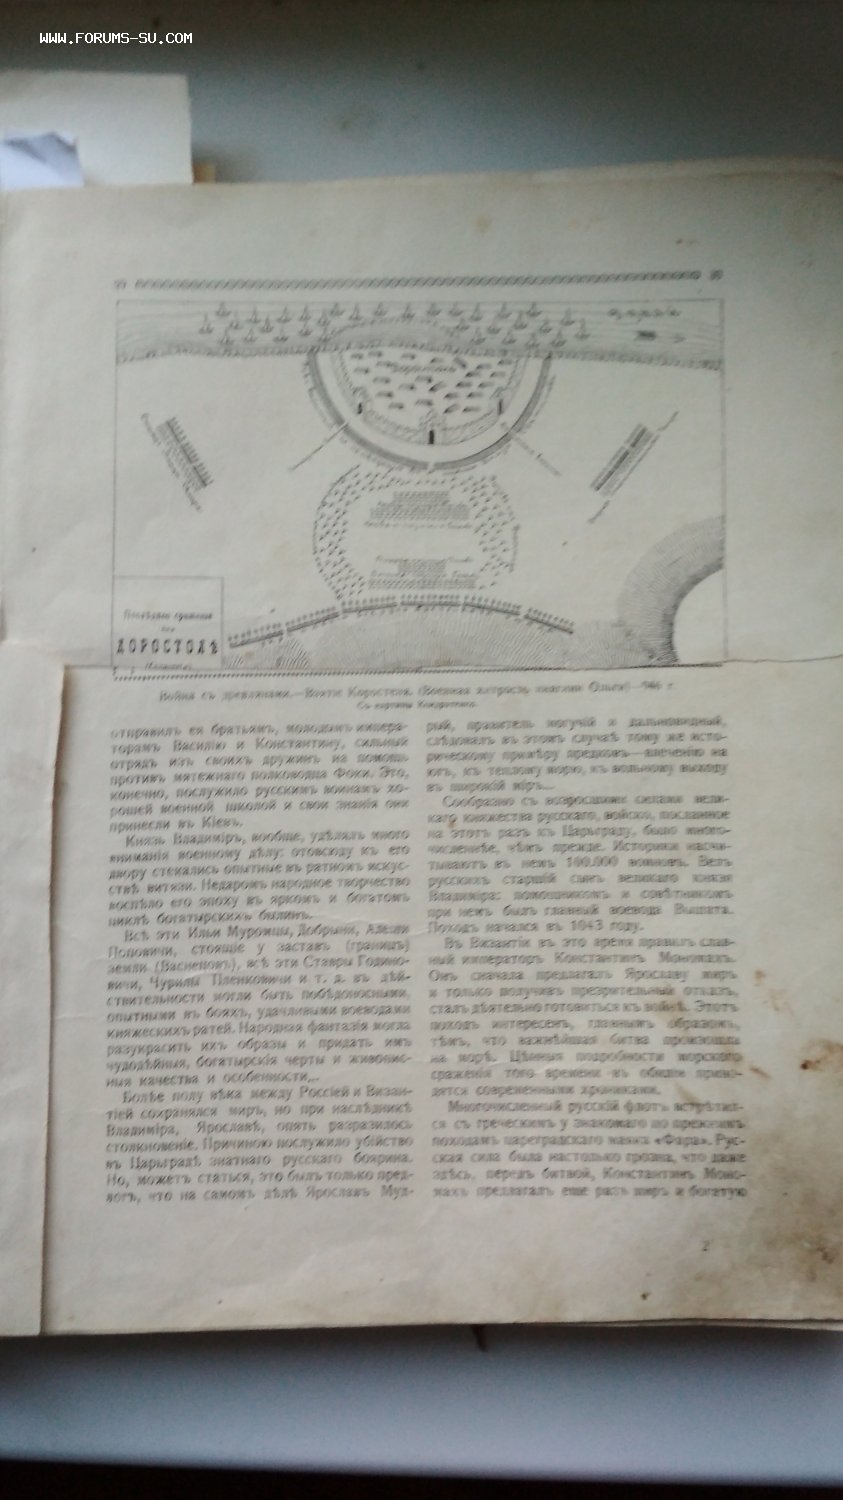 WWW.FORUMS-SU.COM
Послѣднее сраженіе
при
ДОРОСТОЛѢ
Война съ древлянами.—Взятіе Коростеня. (Военная хитрость княгини Ольги)—946 г.
Съ картины
отправилъ ея братьямъ, молодымъ импера-
торамъ Василію и Константину, сильный
отрядъ изъ своихъ дружинъ на помощь
противъ мятежнаго полководца Фоки. Это,
конечно, послужило русскимъ воинамъ хо-
рошей военной школой и свои знанія они
принесли въ Кіевъ.
Князь Владиміръ, вообще, удѣлялъ много
вниманія военному дѣлу: отовсюду къ его
двору стекались опытные въ ратномъ искус-
ствѣ витязи. Недаромъ народное творчество
воспѣло его эпоху въ яркомъ и богатомъ
циклѣ богатырскихъ былинъ.
Всѣ эти Ильи Муромцы, Добрыни, Алеши
Поповичи, стоящіе у заставъ (границъ)
земли (Васнецовъ), всѣ эти Ставры Годино-
вичи, Чурилы Пленковичи и т. д. въ дѣй-
ствительности могли быть побѣдоносными,
опытными въ бояхъ, удачливыми воеводами
княжескихъ ратей. Народная фантазія могла
разукрасить ихъ образы и придать имъ
чудодѣйныя, богатырскія черты и живопис-
ныя качества и особенности...
Болѣе полу вѣка между Россіей и Визан-
тіей сохранялся миръ, но при наслѣдникѣ
Владиміра, Ярославѣ, опять разразилось
столкновеніе. Причиною послужило убійство
въ Царьградѣ знатнаго русскаго боярина.
Но, можетъ статься, это былъ только пред-
логъ, что на самомъ дѣлѣ Ярославъ Муд-
рый, правитель могучій и дальновидный,
слѣдовалъ въ этомъ случаѣ тому же исто-
рическому примѣру предковъ—влеченію на
югъ, къ теплому морю, къ вольному выходу
въ широкій міръ...
Сообразно съ возросшими силами вели-
каго княжества русскаго, войско, посланное
на этотъ разъ къ Царьграду, было много-
численнѣе, чѣмъ прежде. Историки насчи-
тываютъ въ немъ 100.000 воиновъ. Велъ
русскихъ старшій сынъ великаго князя
Владиміръ; помощникомъ и совѣтникомъ
при немъ былъ главный воевода Вышата.
Походъ начался въ 1043 году.
Въ Византіи въ это время правилъ слав-
ный императоръ Константинъ Мономахъ.
Онъ сначала предлагалъ Ярославу миръ
и только получивъ презрительный отказъ,
сталъ дѣятельно готовиться къ войнѣ. Этотъ
походъ интересенъ, главнымъ образомъ,
тѣмъ, что важнѣйшая битва произошла
на морѣ. Цѣнныя подробности морского
сраженія того времени въ обиліи приво-
дятся современными хрониками.
Многочисленный русскій флотъ встрѣтил-
ся съ греческимъ у знакомаго по прежнимъ
походамъ цареградскаго маяка «Фара». Рус-
ская сила была настолько грозна, что даже
здѣсь, передъ битвой, Константинъ Моно-
махъ предлагалъ еще разъ миръ и богатую
2